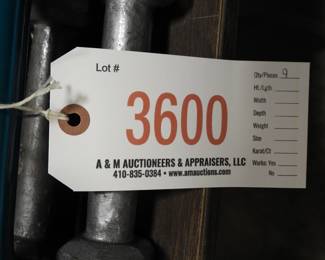 Lot #
3600
A & M AUCTIONEERS & APPRAISERS, LLC
410-835-0384 • www.amauctions.com
Qty/Pieces 9
Ht./Lgth
Width
Depth
Weight
Size
Karat/Ct
Works: Yes
No